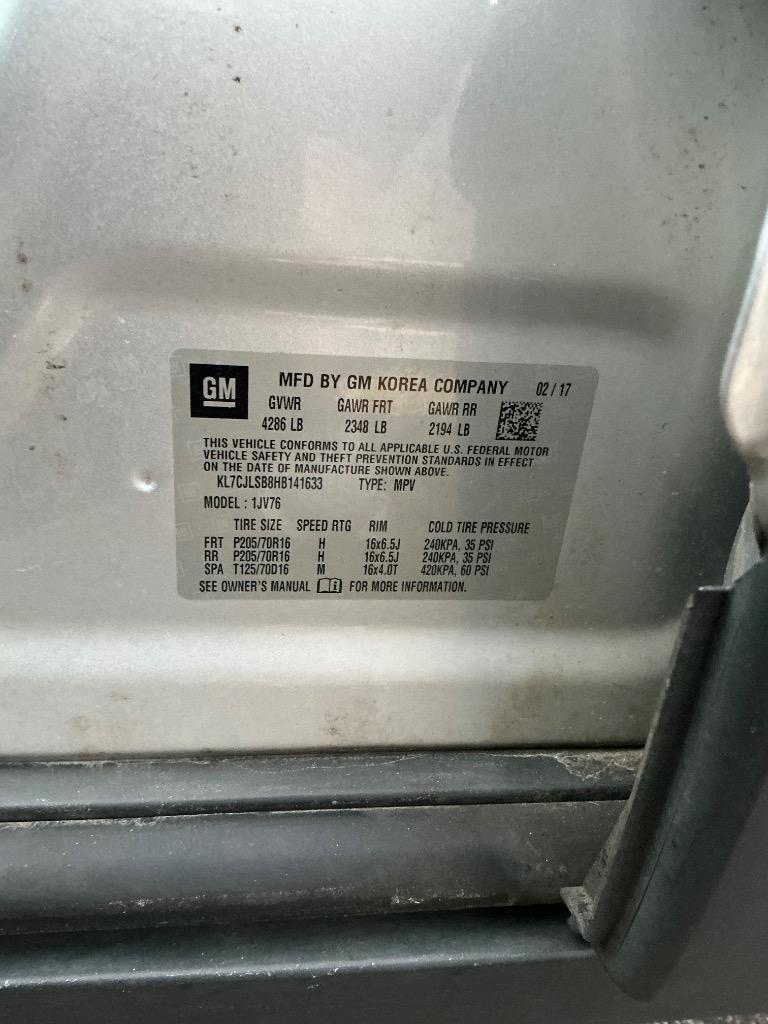 GM MFD BY GM KOREA COMPANY 02 / 17
GVWR GAWR FRT GAWR RR
4286 LB 2348 LB 2194 LB
THIS VEHICLE CONFORMS TO ALL APPLICABLE U.S. FEDERAL MOTOR
VEHICLE SAFETY AND THEFT PREVENTION STANDARDS IN EFFECT
ON THE DATE OF MANUFACTURE SHOWN ABOVE.
KL7CJLSB8HB141633 TYPE: MPV
MODEL : 1JV76
TIRE SIZE SPEED RTG RIM COLD TIRE PRESSURE
FRT P205/70R16 H 16x6.5J 240KPA, 35 PSI
RR P205/70R16 H 16x6.5J 240KPA, 35 PSI
SPA T125/70D16 M 16x4.0T 420KPA, 60 PSI
SEE OWNER'S MANUAL FOR MORE INFORMATION.